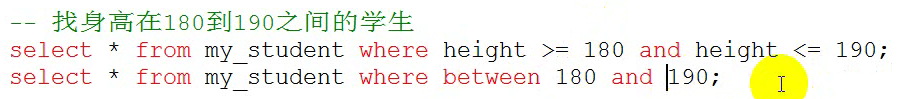 -- 找身高在180到190之间的学生
select * from my_student where height >= 180 and height <= 190;
select * from my_student where between 180 and 190;